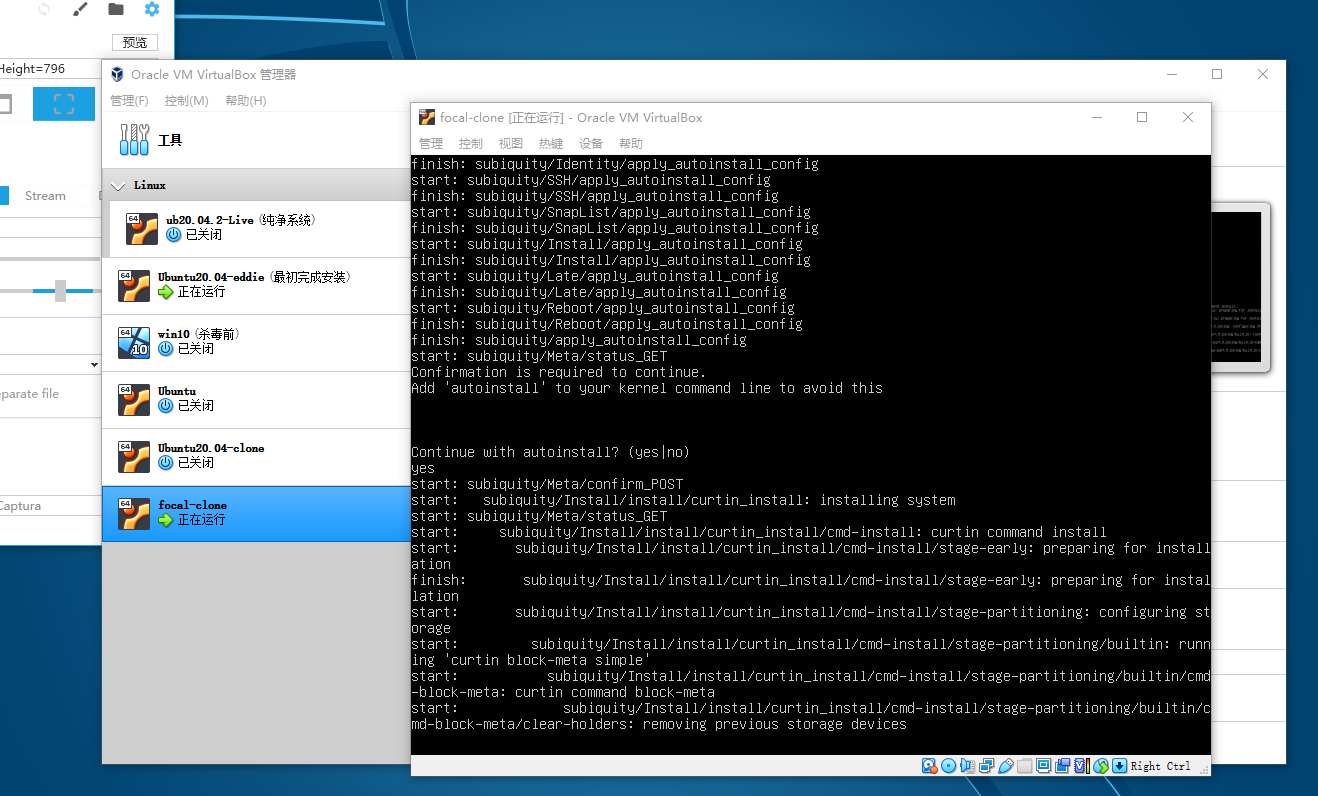 预览
Height=796
Stream
parate file
Captura
Oracle VM VirtualBox 管理器
管理(F) 控制(M) 帮助(H)
工具
Linux
ub20.04.2-Live (纯净系统)
已关闭
Ubuntu20.04-eddie (最初完成安装)
正在运行
win10 (杀毒前)
已关闭
Ubuntu
已关闭
Ubuntu20.04-clone
已关闭
focal-clone
正在运行
focal-clone [正在运行] - Oracle VM VirtualBox
管理 控制 视图 热键 设备 帮助
finish: subiquity/Identity/apply_autoinstall_config
start: subiquity/SSH/apply_autoinstall_config
finish: subiquity/SSH/apply_autoinstall_config
start: subiquity/SnapList/apply_autoinstall_config
finish: subiquity/SnapList/apply_autoinstall_config
start: subiquity/Install/apply_autoinstall_config
finish: subiquity/Install/apply_autoinstall_config
start: subiquity/Late/apply_autoinstall_config
finish: subiquity/Late/apply_autoinstall_config
start: subiquity/Reboot/apply_autoinstall_config
finish: subiquity/Reboot/apply_autoinstall_config
finish: subiquity/apply_autoinstall_config
start: subiquity/Meta/status_GET
Confirmation is required to continue.
Add 'autoinstall' to your kernel command line to avoid this
Continue with autoinstall? (yes|no)
yes
start: subiquity/Meta/confirm_POST
start: subiquity/Install/install/curtin_install: installing system
start: subiquity/Meta/status_GET
start: subiquity/Install/install/curtin_install/cmd-install: curtin command install
start: subiquity/Install/install/curtin_install/cmd-install/stage-early: preparing for install
ation
finish: subiquity/Install/install/curtin_install/cmd-install/stage-early: preparing for instal
lation
start: subiquity/Install/install/curtin_install/cmd-install/stage-partitioning: configuring st
orage
start: subiquity/Install/install/curtin_install/cmd-install/stage-partitioning/builtin: runn
ing 'curtin block-meta simple'
start: subiquity/Install/install/curtin_install/cmd-install/stage-partitioning/builtin/cmd
-block-meta: curtin command block-meta
start: subiquity/Install/install/curtin_install/cmd-install/stage-partitioning/builtin/c
md-block-meta/clear-holders: removing previous storage devices
Right Ctrl